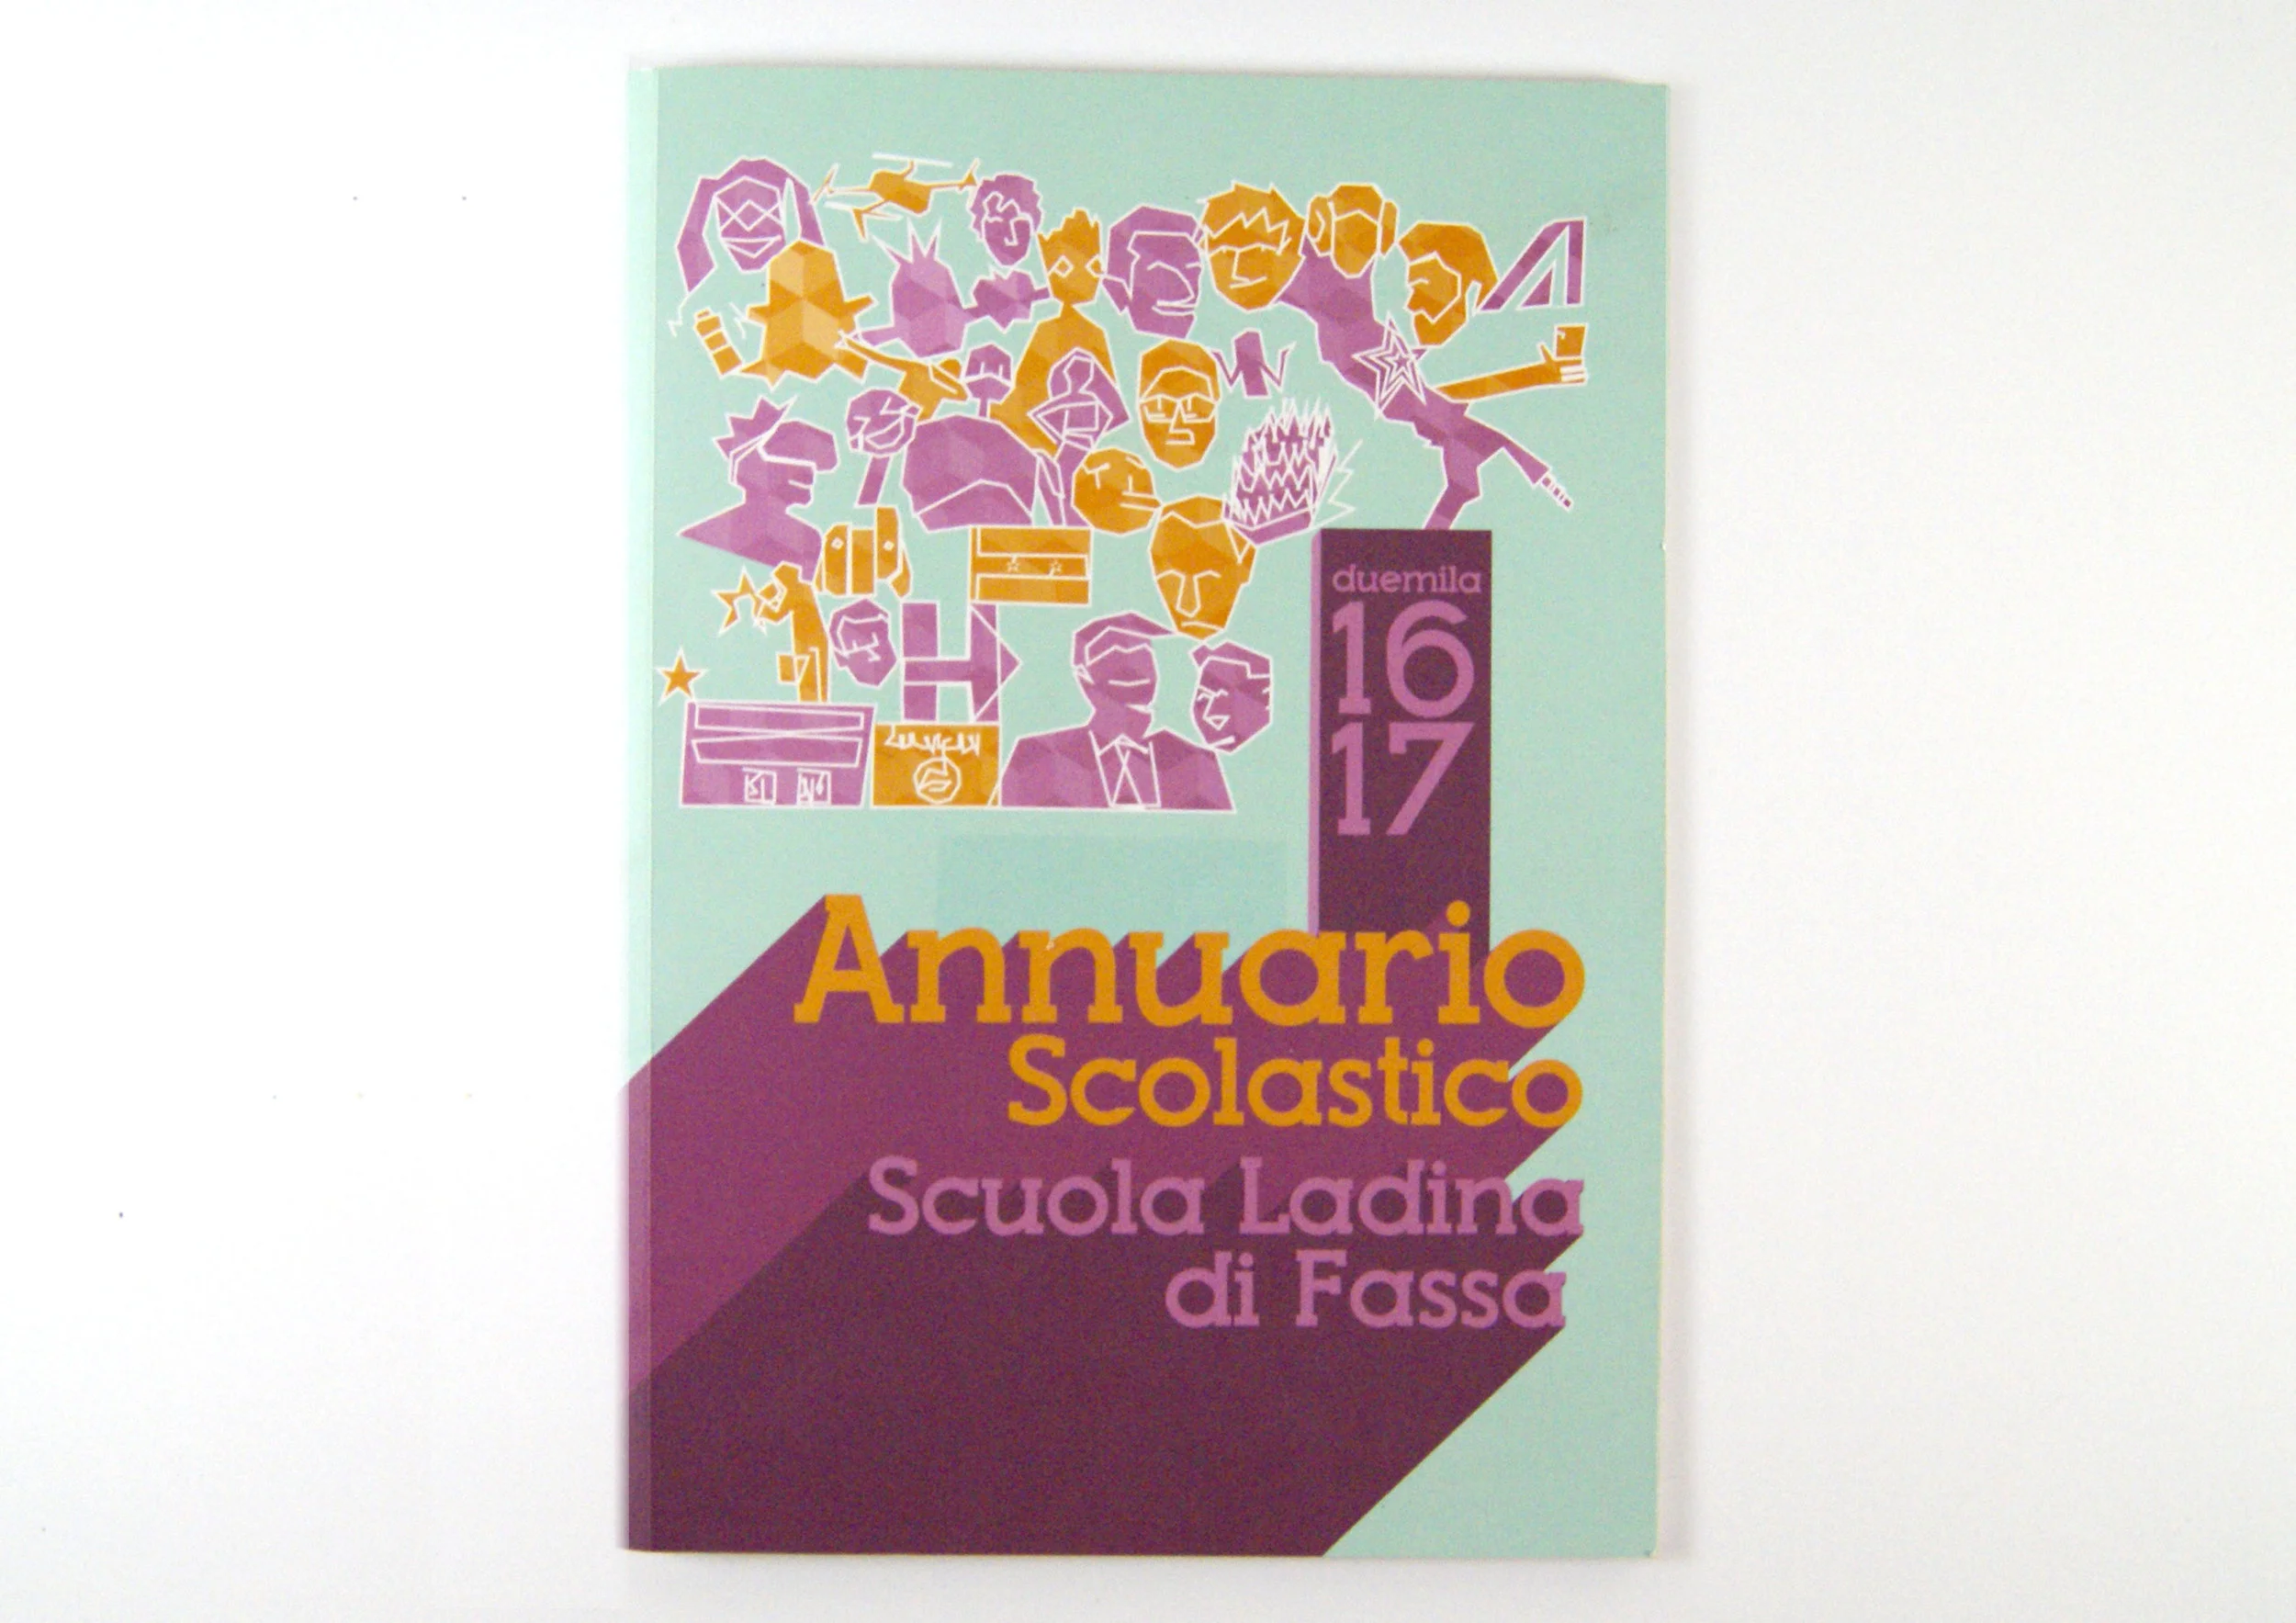 duemila
16
17
Annuario
Scolastico
Scuola Ladina
di Fassa